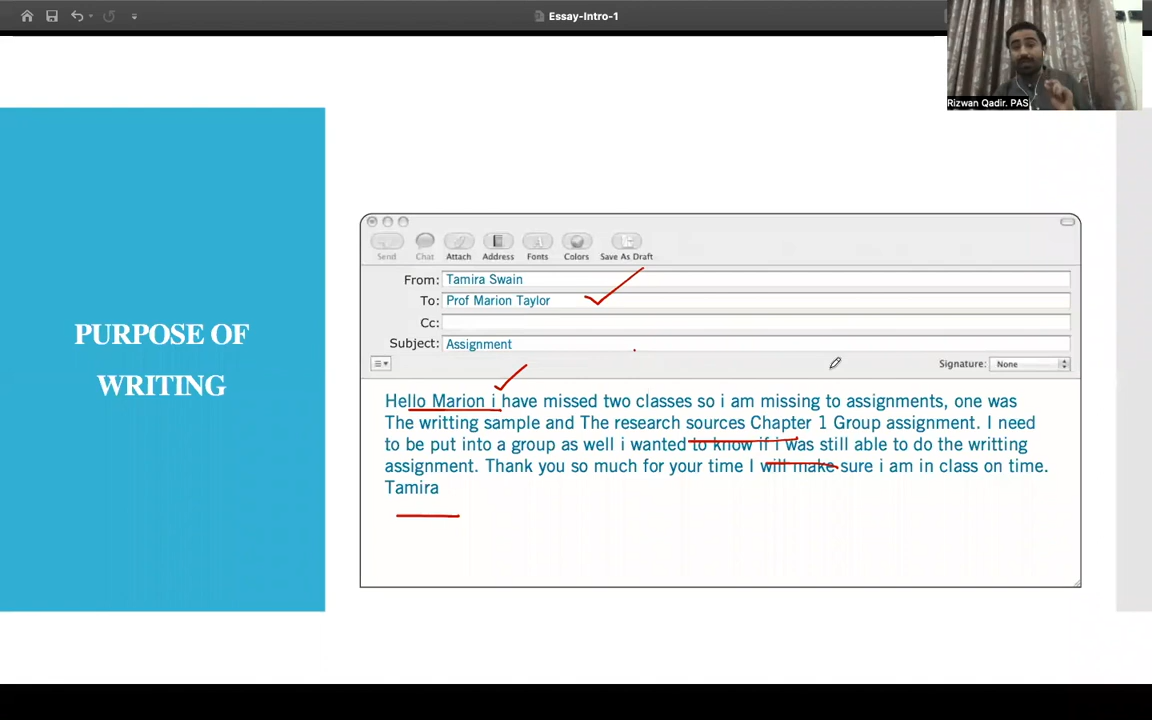 Essay-Intro-1
Rizwan Qadir. PAS
PURPOSE OF
WRITING
Send Chat Attach Address Fonts Colors Save As Draft
From: Tamira Swain
To: Prof Marion Taylor
Cc:
Subject: Assignment
Signature: None
Hello Marion i have missed two classes so i am missing to assignments, one was
The writting sample and The research sources Chapter 1 Group assignment. I need
to be put into a group as well i wanted to know if i was still able to do the writting
assignment. Thank you so much for your time I will make sure i am in class on time.
Tamira